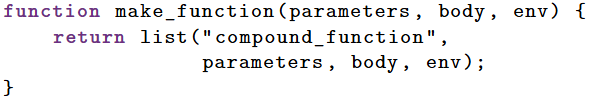 function make_function(parameters, body, env) {
    return list("compound_function",
                parameters, body, env);
}